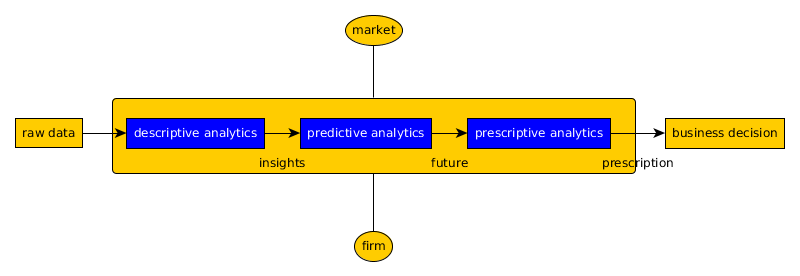 market
raw data
descriptive analytics
predictive analytics
prescriptive analytics
business decision
insights
future
prescription
firm